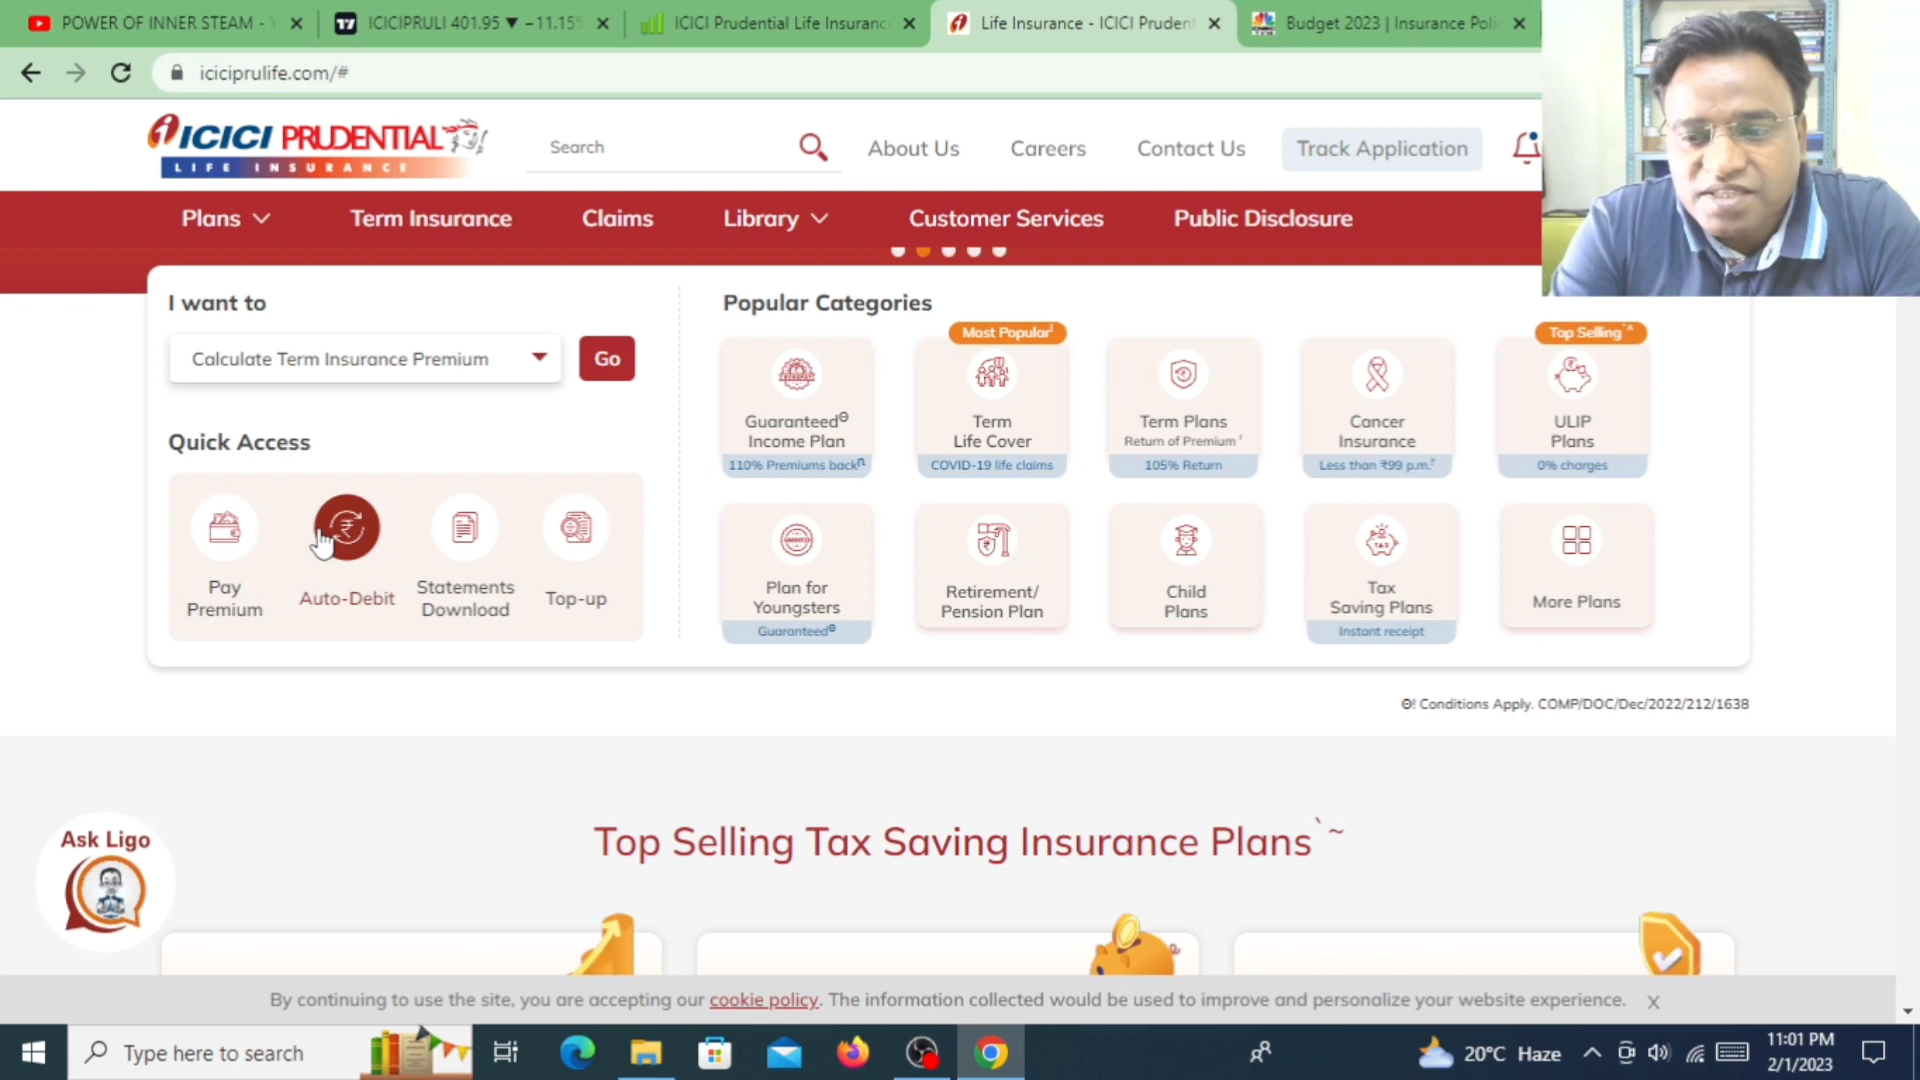 POWER OF INNER STEAM - Y
ICICIPRULI 401.95 ▼ −11.15%
ICICI Prudential Life Insurance
Life Insurance - ICICI Prudent
Budget 2023 | Insurance Poli
iciciprulife.com/#
ICICI PRUDENTIAL
LIFE INSURANCE
Search
About Us
Careers
Contact Us
Track Application
Plans
Term Insurance
Claims
Library
Customer Services
Public Disclosure
I want to
Calculate Term Insurance Premium
Go
Quick Access
Pay
Premium
Auto-Debit
Statements
Download
Top-up
Popular Categories
Guaranteed
Income Plan
110% Premiums back
Most Popular
Term
Life Cover
COVID-19 life claims
Term Plans
Return of Premium
105% Return
Cancer
Insurance
Less than ₹99 p.m.
Top Selling
ULIP
Plans
0% charges
Plan for
Youngsters
Guaranteed
Retirement/
Pension Plan
Child
Plans
TAX
Tax
Saving Plans
Instant receipt
More Plans
Conditions Apply. COMP/DOC/Dec/2022/212/1638
Top Selling Tax Saving Insurance Plans`~
Ask Ligo
By continuing to use the site, you are accepting our cookie policy. The information collected would be used to improve and personalize your website experience. X
Type here to search
20°C Haze
11:01 PM
2/1/2023